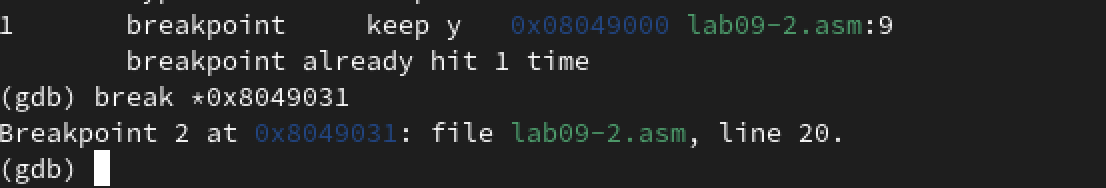 1       breakpoint     keep y   0x08049000 lab09-2.asm:9
        breakpoint already hit 1 time
(gdb) break *0x8049031
Breakpoint 2 at 0x8049031: file lab09-2.asm, line 20.
(gdb)